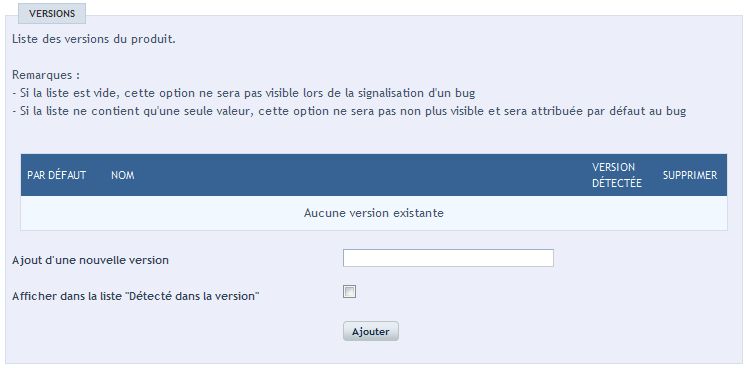 VERSIONS
Liste des versions du produit.
Remarques :
- Si la liste est vide, cette option ne sera pas visible lors de la signalisation d'un bug
- Si la liste ne contient qu'une seule valeur, cette option ne sera pas non plus visible et sera attribuée par défaut au bug
PAR DÉFAUT NOM VERSION DÉTECTÉE SUPPRIMER
Aucune version existante
Ajout d'une nouvelle version
Afficher dans la liste "Détecté dans la version"
Ajouter